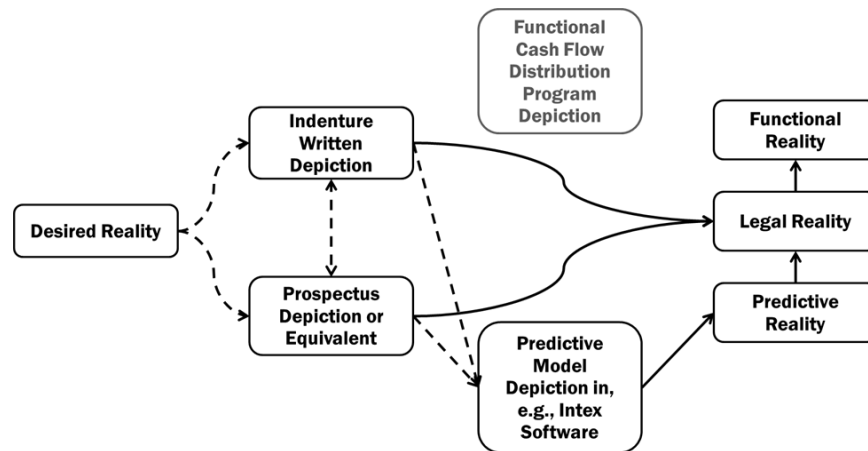 Functional
Cash Flow
Distribution
Program
Depiction
Indenture
Written
Depiction
Functional
Reality
Desired Reality
Legal Reality
Prospectus
Depiction or
Equivalent
Predictive
Reality
Predictive
Model
Depiction in,
e.g., Intex
Software